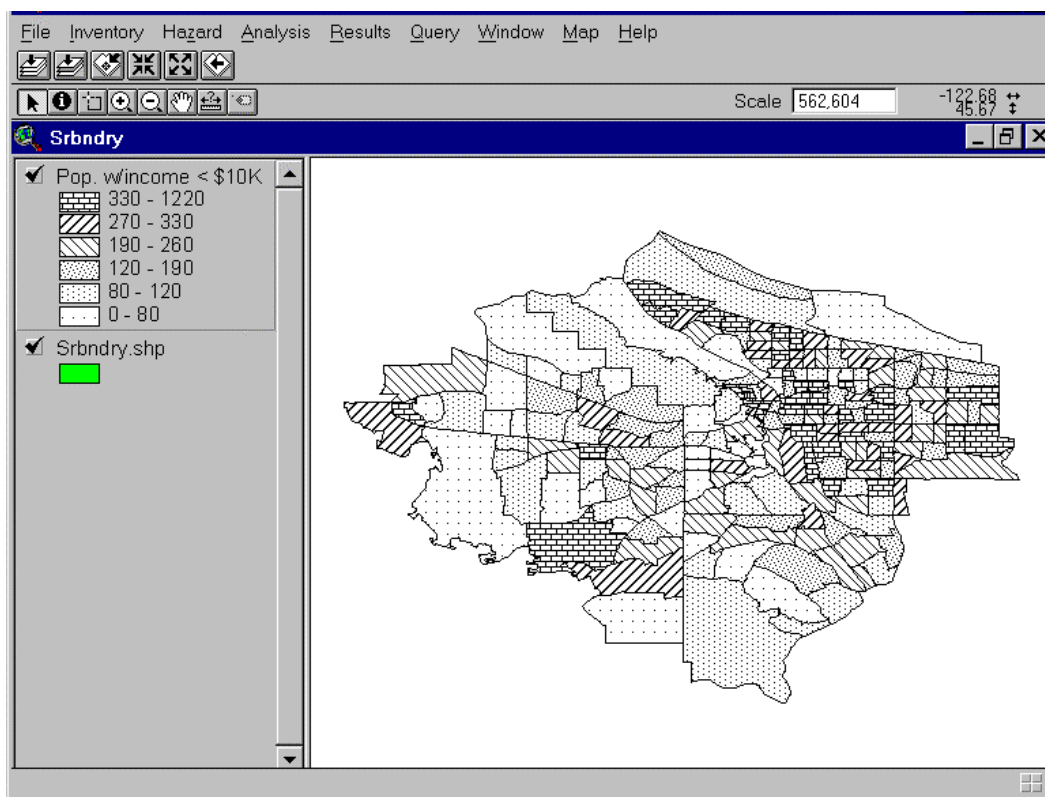 File Inventory Hazard Analysis Results Query Window Map Help
Scale 562,604 -122.68
45.67
Srbndry
Pop. w/income < $10K
330 - 1220
270 - 330
190 - 260
120 - 190
80 - 120
0 - 80
Srbndry.shp